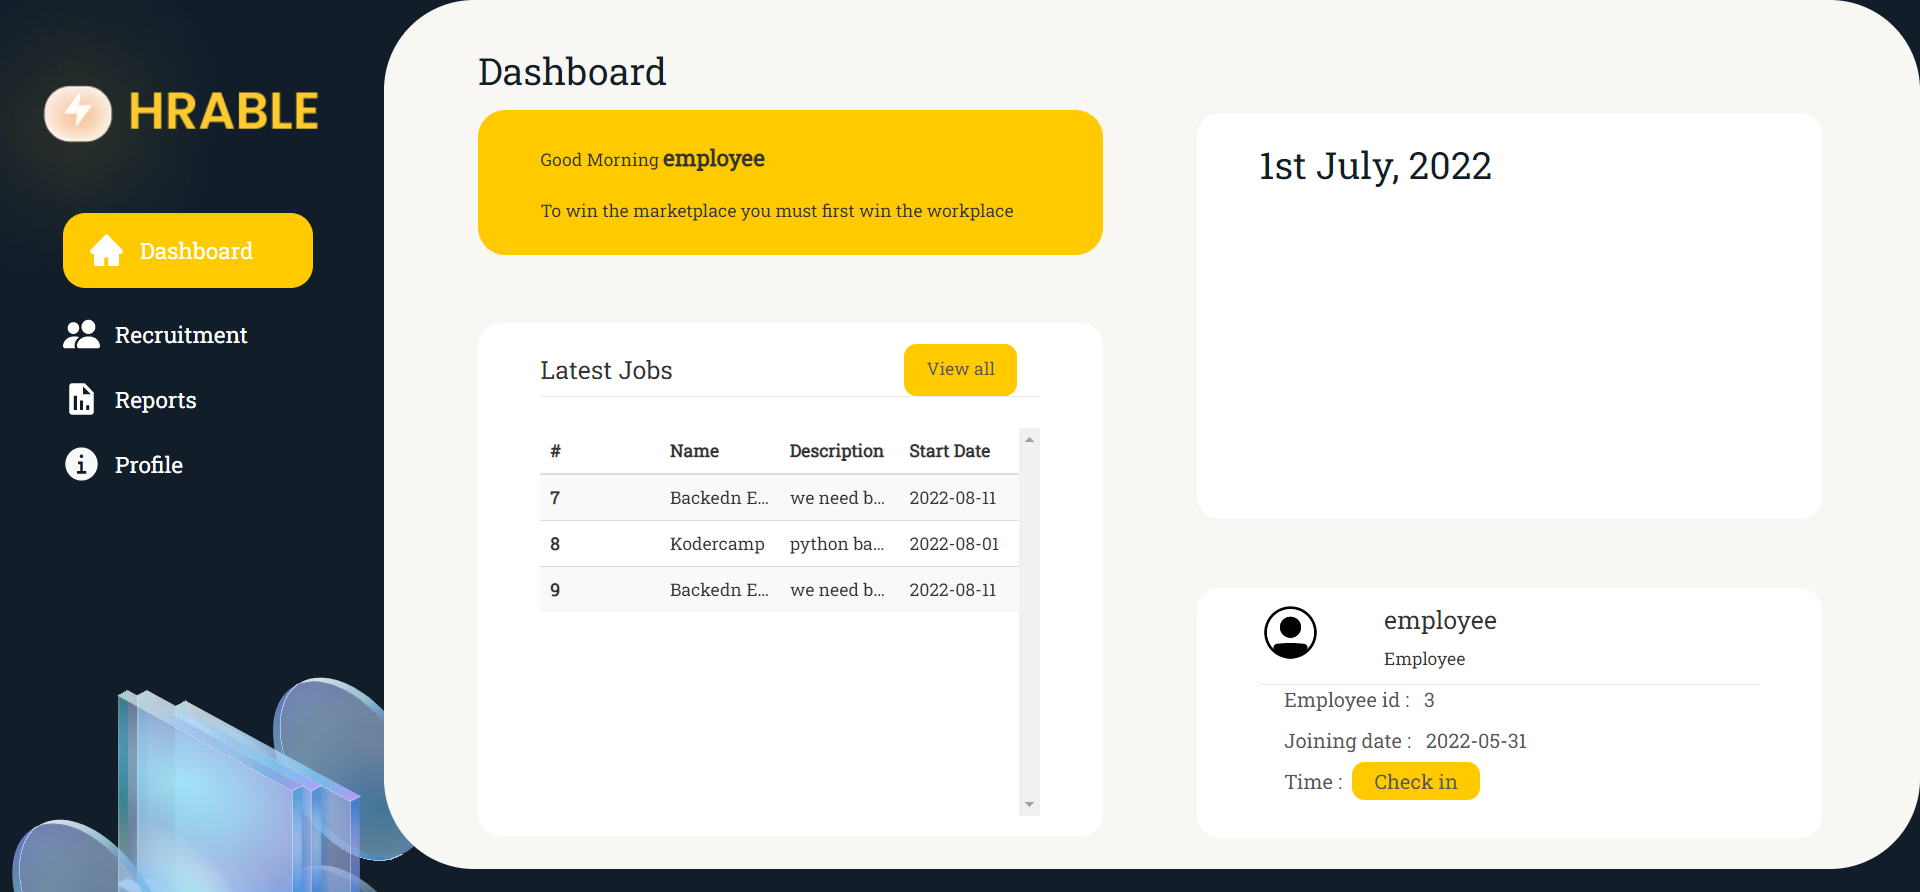 HRABLE
Dashboard
Recruitment
Reports
Profile
Dashboard
Good Morning employee
To win the marketplace you must first win the workplace
Latest Jobs View all
# Name Description Start Date
7 Backedn E... we need b... 2022-08-11
8 Kodercamp python ba... 2022-08-01
9 Backedn E... we need b... 2022-08-11
1st July, 2022
employee
Employee
Employee id : 3
Joining date : 2022-05-31
Time : Check in